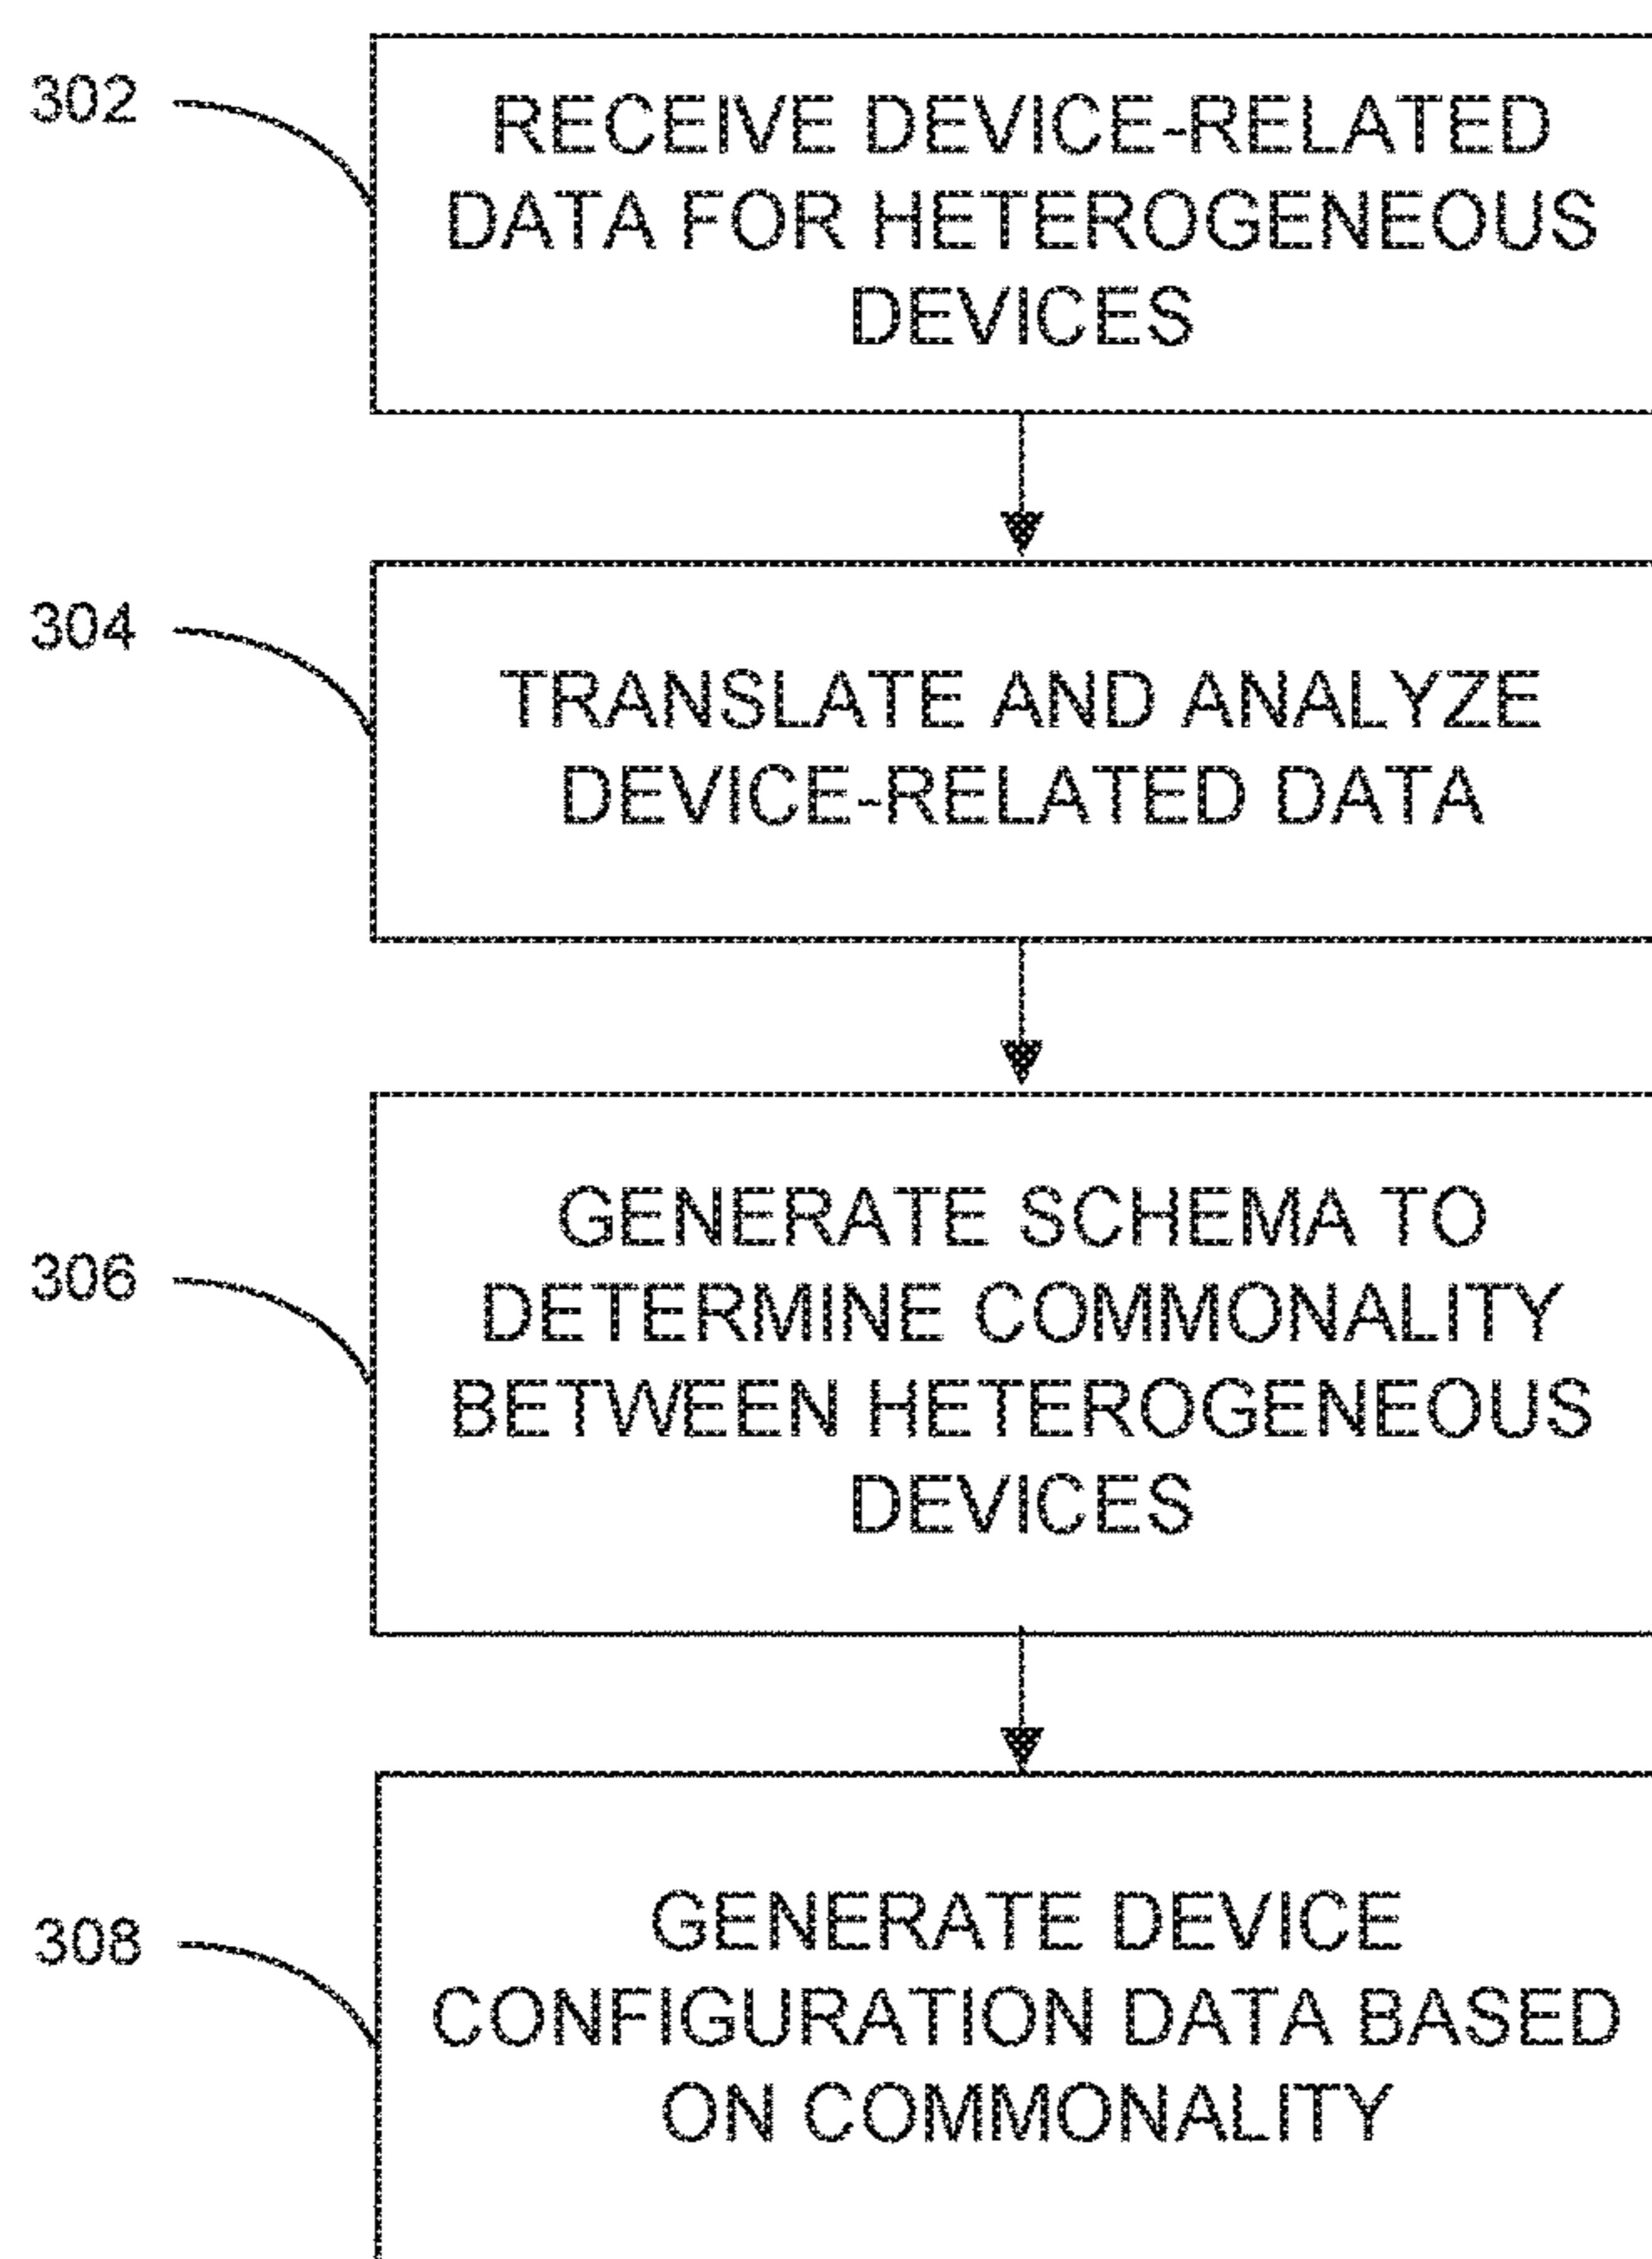 302
RECEIVE DEVICE-RELATED
DATA FOR HETEROGENEOUS
DEVICES
304
TRANSLATE AND ANALYZE
DEVICE-RELATED DATA
306
GENERATE SCHEMA TO
DETERMINE COMMONALITY
BETWEEN HETEROGENEOUS
DEVICES
308
GENERATE DEVICE
CONFIGURATION DATA BASED
ON COMMONALITY